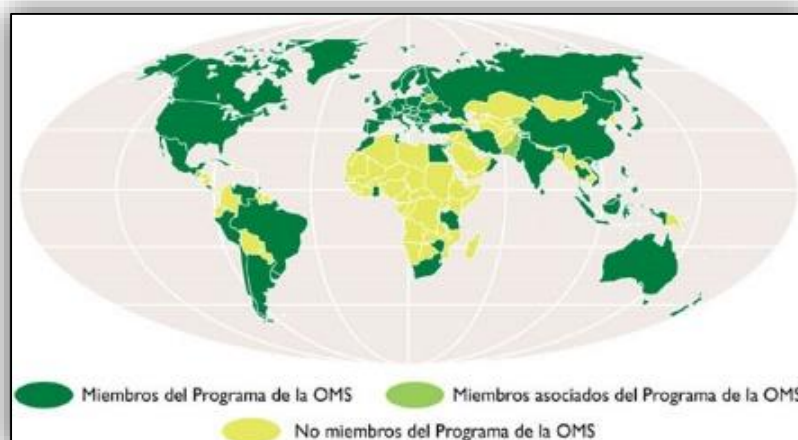 Miembros del Programa de la OMS
Miembros asociados del Programa de la OMS
No miembros del Programa de la OMS